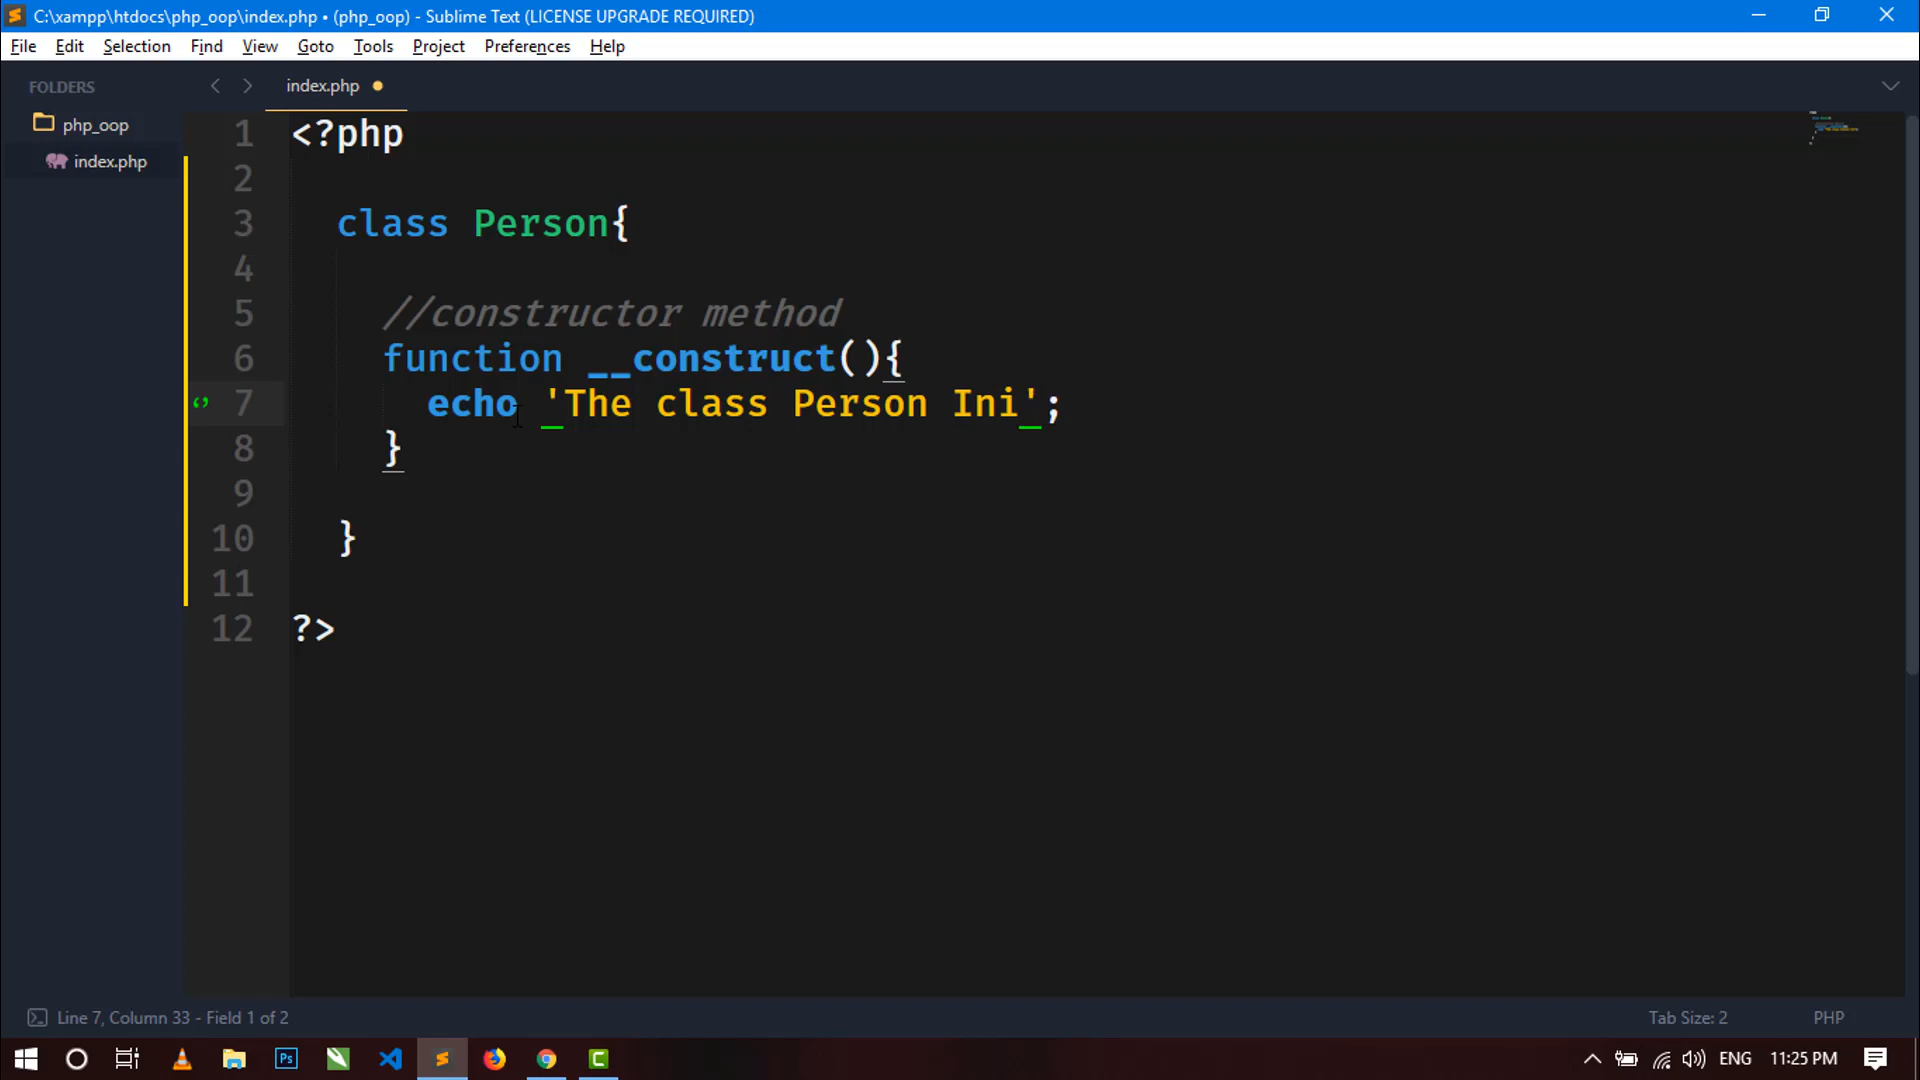 C:\xampp\htdocs\php_oop\index.php • (php_oop) - Sublime Text (LICENSE UPGRADE REQUIRED)
File Edit Selection Find View Goto Tools Project Preferences Help
FOLDERS
php_oop
index.php
index.php
1 <?php
2
3 class Person{
4
5 //constructor method
6 function __construct(){
7 echo 'The class Person Ini';
8 }
9
10 }
11
12 ?>
Line 7, Column 33 - Field 1 of 2
Tab Size: 2
PHP
Ps
ENG
11:25 PM